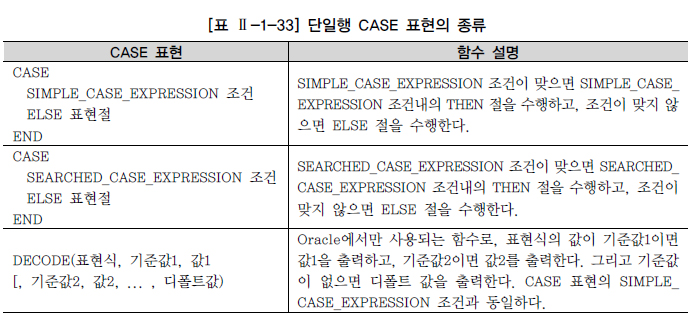 [표 Ⅱ-1-33] 단일행 CASE 표현의 종류
CASE 표현
함수 설명
CASE
SIMPLE_CASE_EXPRESSION 조건
ELSE 표현절
END
SIMPLE_CASE_EXPRESSION 조건이 맞으면 SIMPLE_CASE_
EXPRESSION 조건내의 THEN 절을 수행하고, 조건이 맞지 않
으면 ELSE 절을 수행한다.
CASE
SEARCHED_CASE_EXPRESSION 조건
ELSE 표현절
END
SEARCHED_CASE_EXPRESSION 조건이 맞으면 SEARCHED_
CASE_EXPRESSION 조건내의 THEN 절을 수행하고, 조건이
맞지 않으면 ELSE 절을 수행한다.
DECODE(표현식, 기준값1, 값1
[, 기준값2, 값2, ... , 디폴트값)
Oracle에서만 사용되는 함수로, 표현식의 값이 기준값1이면
값1을 출력하고, 기준값2이면 값2를 출력한다. 그리고 기준값
이 없으면 디폴트 값을 출력한다. CASE 표현의 SIMPLE_
CASE_EXPRESSION 조건과 동일하다.